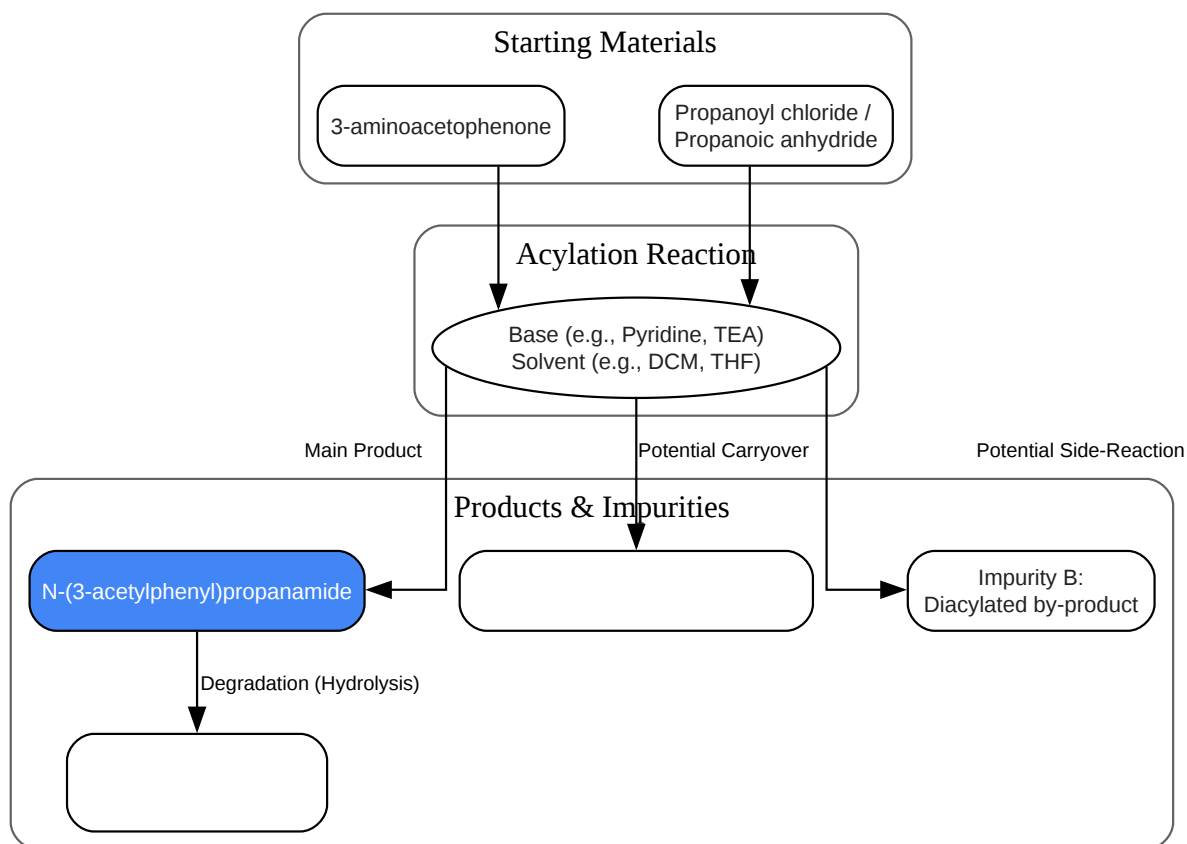 Starting Materials
3-aminoacetophenone
Propanoyl chloride /
Propanoic anhydride
Acylation Reaction
Base (e.g., Pyridine, TEA)
Solvent (e.g., DCM, THF)
Main Product
Potential Carryover
Potential Side-Reaction
Products & Impurities
N-(3-acetylphenyl)propanamide
Impurity B:
Diacylated by-product
Degradation (Hydrolysis)